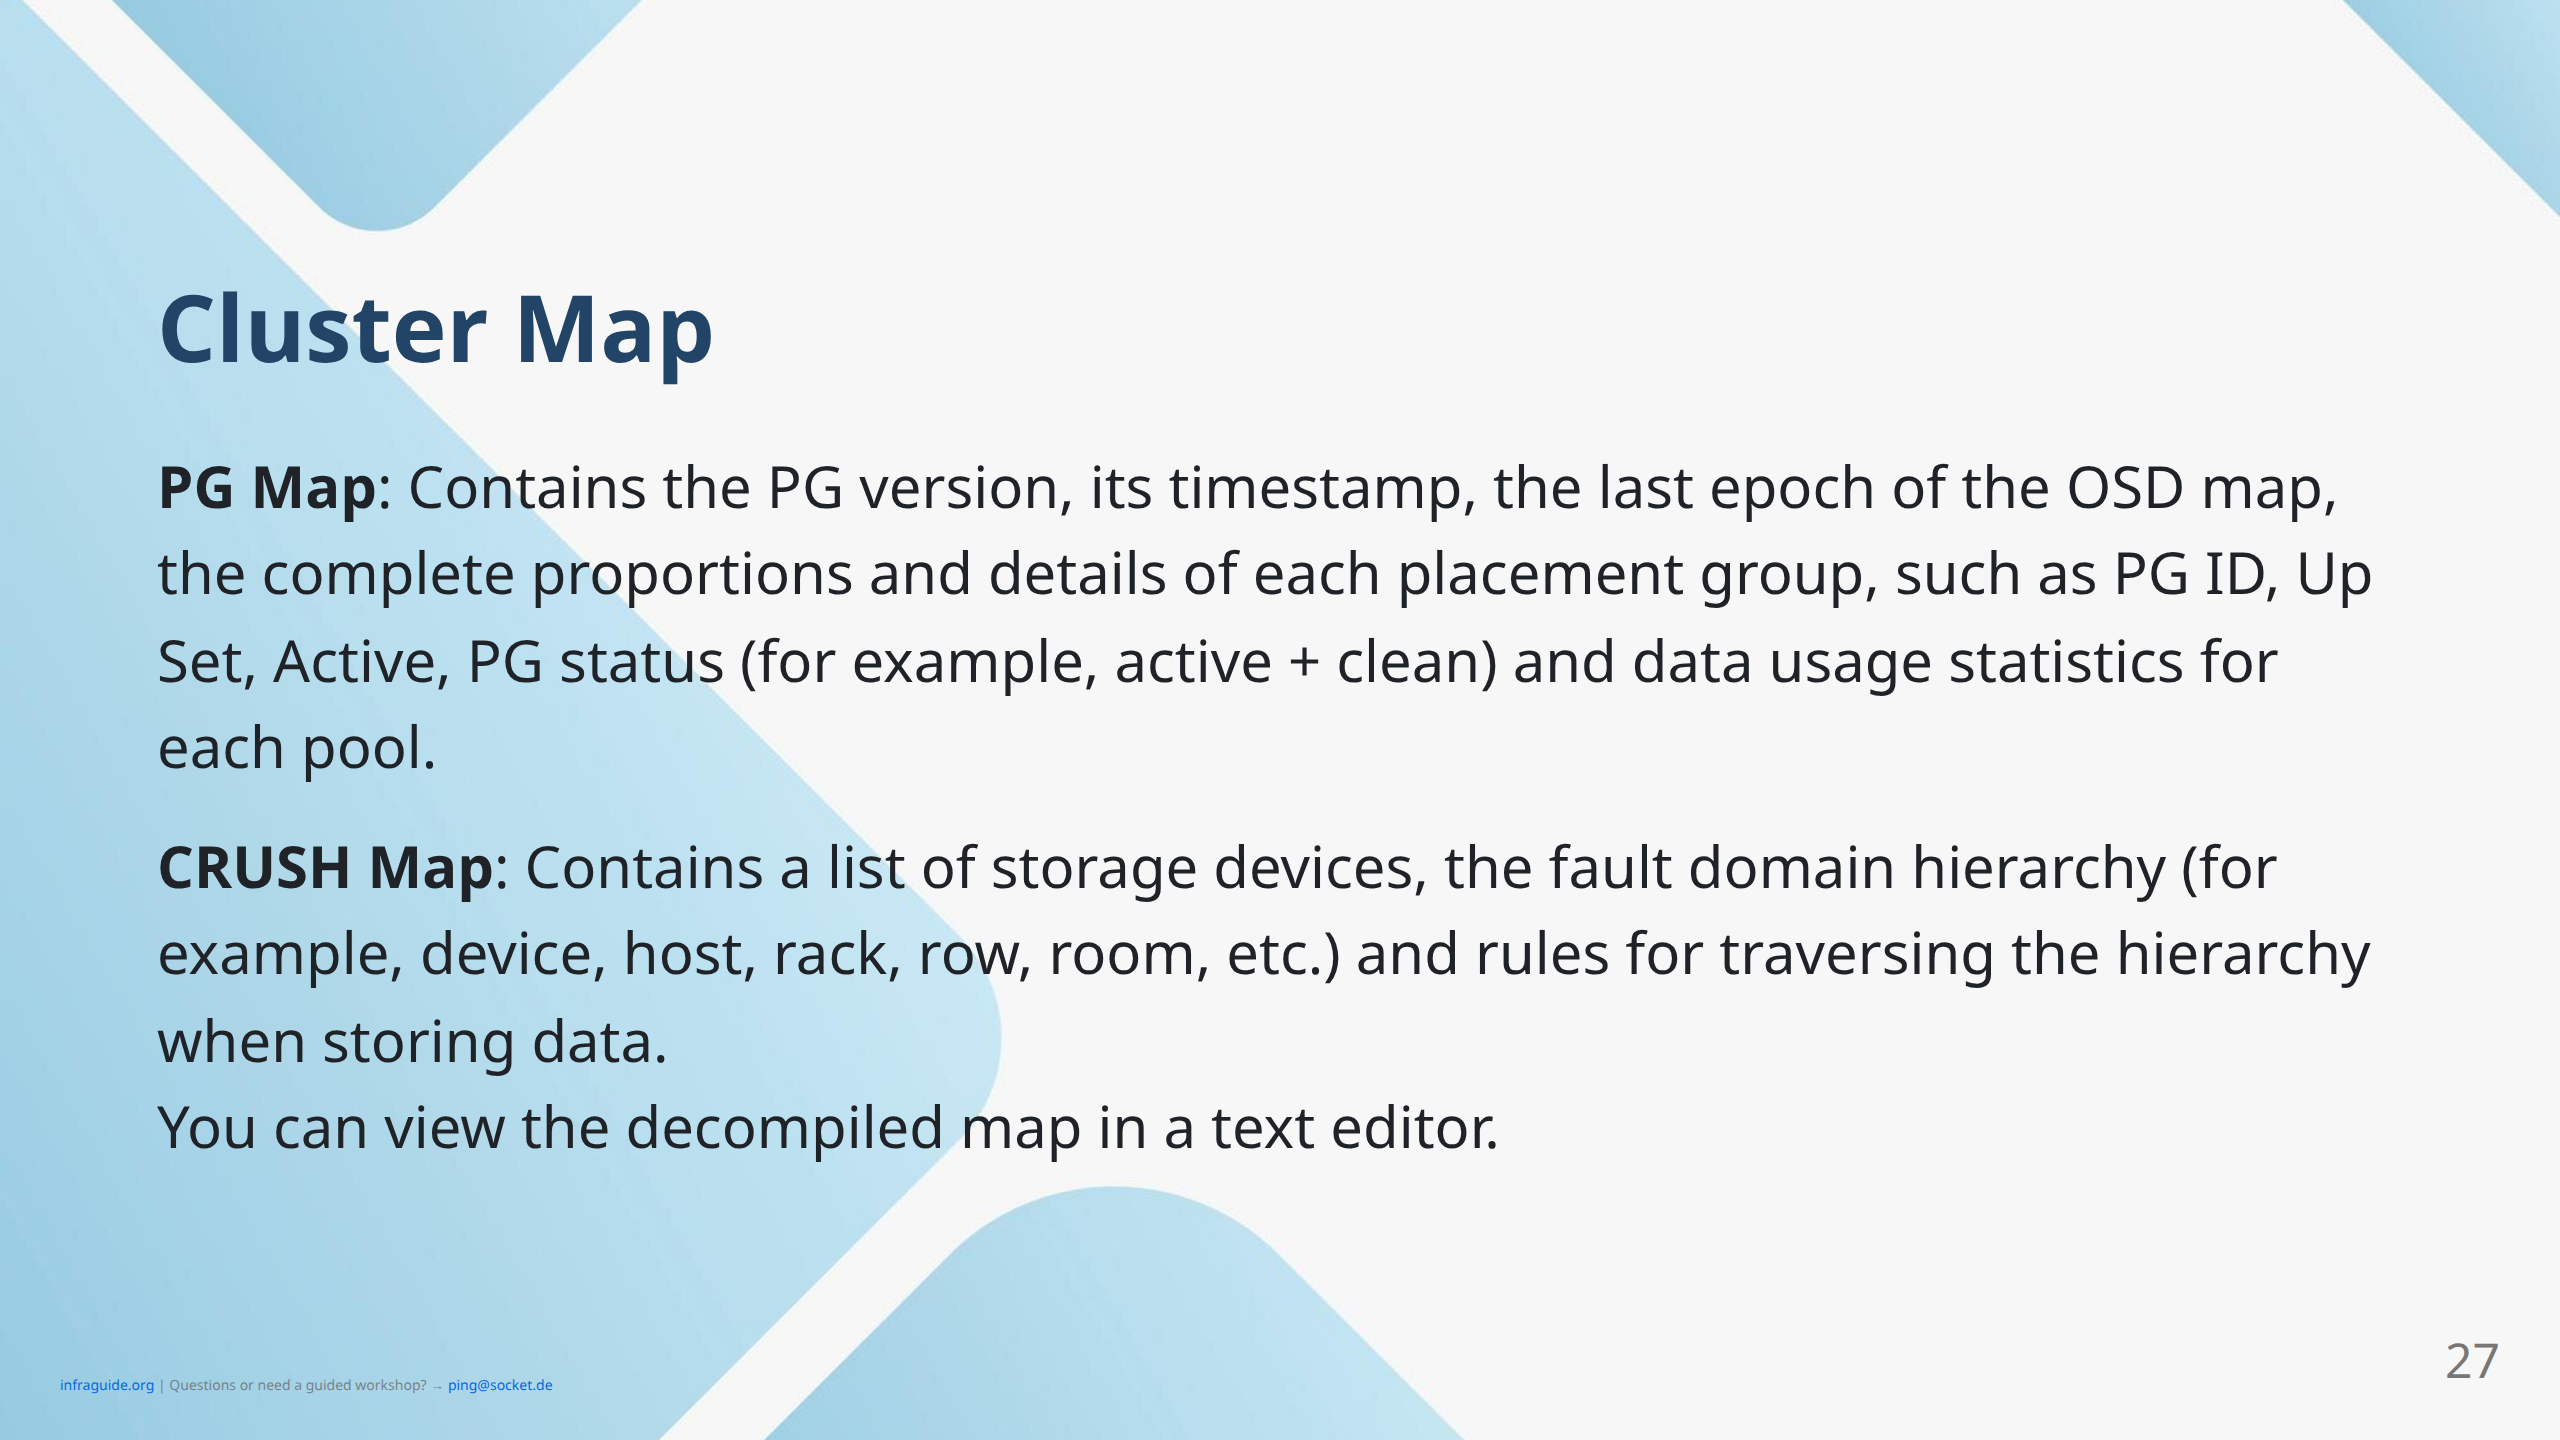 Cluster Map
PG Map: Contains the PG version, its timestamp, the last epoch of the OSD map,
the complete proportions and details of each placement group, such as PG ID, Up
Set, Active, PG status (for example, active + clean) and data usage statistics for
each pool.
CRUSH Map: Contains a list of storage devices, the fault domain hierarchy (for
example, device, host, rack, row, room, etc.) and rules for traversing the hierarchy
when storing data.
You can view the decompiled map in a text editor.
infraguide.org | Questions or need a guided workshop? → ping@socket.de
27